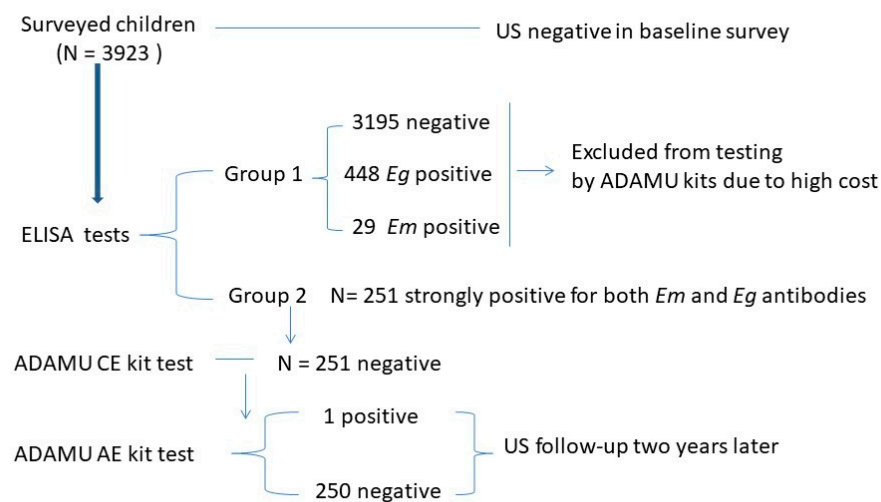 Surveyed children
(N = 3923 )
US negative in baseline survey
3195 negative
Group 1
448 Eg positive
29 Em positive
Excluded from testing
by ADAMU kits due to high cost
ELISA tests
Group 2
N= 251 strongly positive for both Em and Eg antibodies
ADAMU CE kit test
N = 251 negative
1 positive
ADAMU AE kit test
US follow-up two years later
250 negative